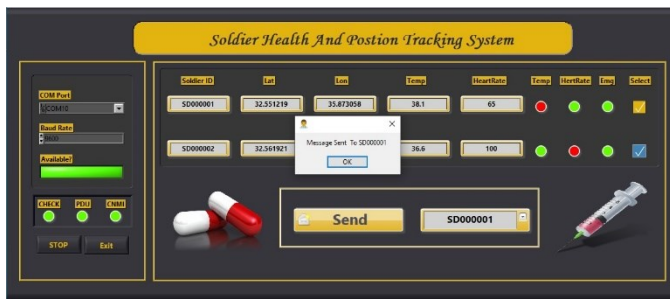 Soldier Health And Postion Tracking System
Soldier ID Lat Lon Temp HeartRate Temp HertRate Emg Select
SD000001 32.551219 35.873058 38.1 65
SD000002 32.561921 36.6 100
Message Sent To SD000001
OK
Send SD000001
COM Port
COM10
Baud Rate
9600
Available?
CHECK PDU CNMI
STOP Exit